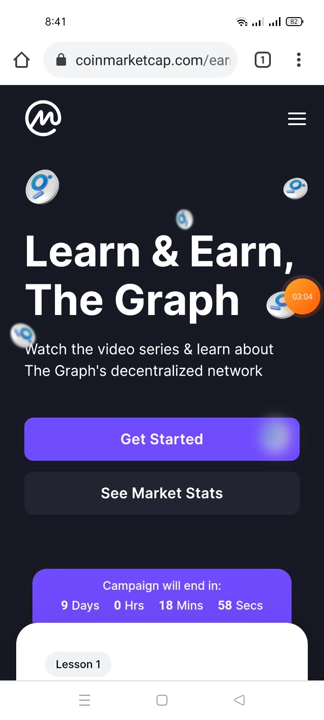 8:41
82
coinmarketcap.com/earn
1
Learn & Earn,
The Graph
03:04
Watch the video series & learn about
The Graph's decentralized network
Get Started
See Market Stats
Campaign will end in:
9 Days 0 Hrs 18 Mins 58 Secs
Lesson 1